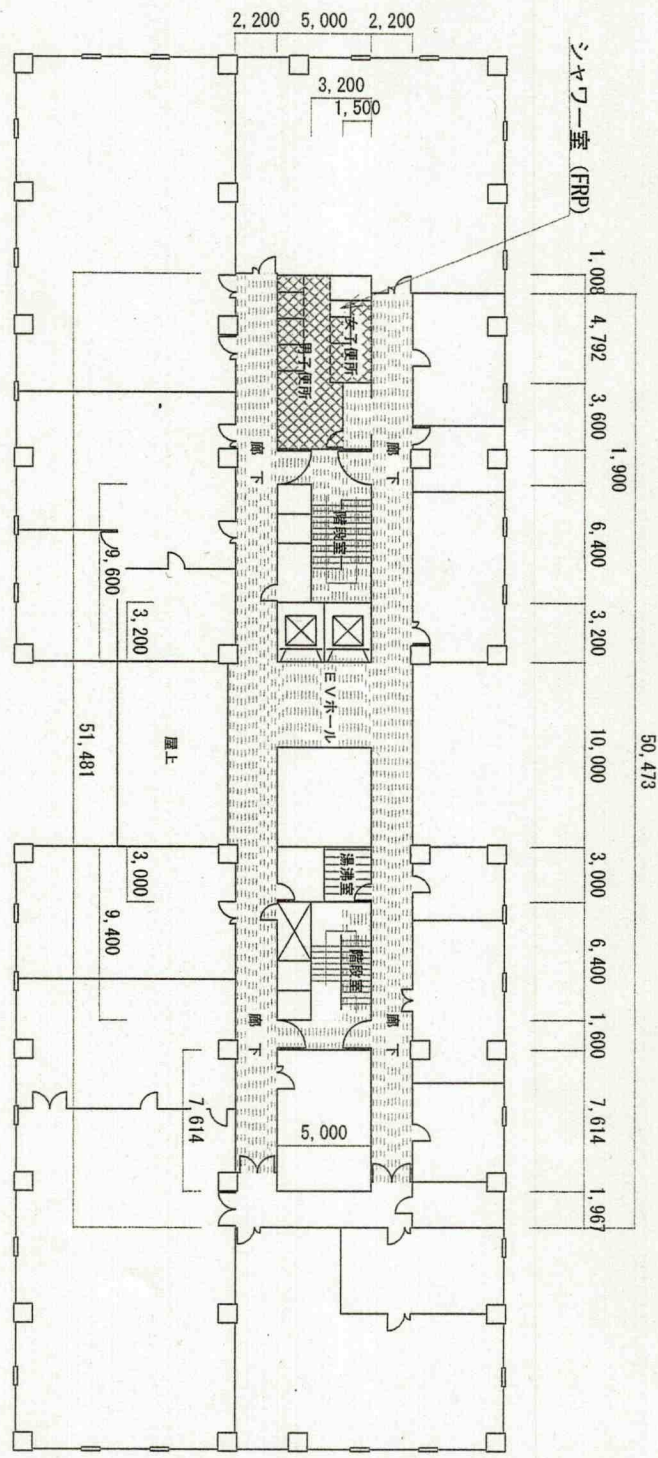 2,200 5,000 2,200
3,200
1,500
シャワー室 (FRP)
1,008
4,792
3,600
1,900
6,400
3,200
10,000
3,000
6,400
1,600
7,614
1,967
50,473
女子便所
男子便所
廊下
廊下
階段室
EVホール
湯沸室
階段室
廊下
廊下
5,000
9,600
3,200
屋上
51,481
3,000
9,400
7,614